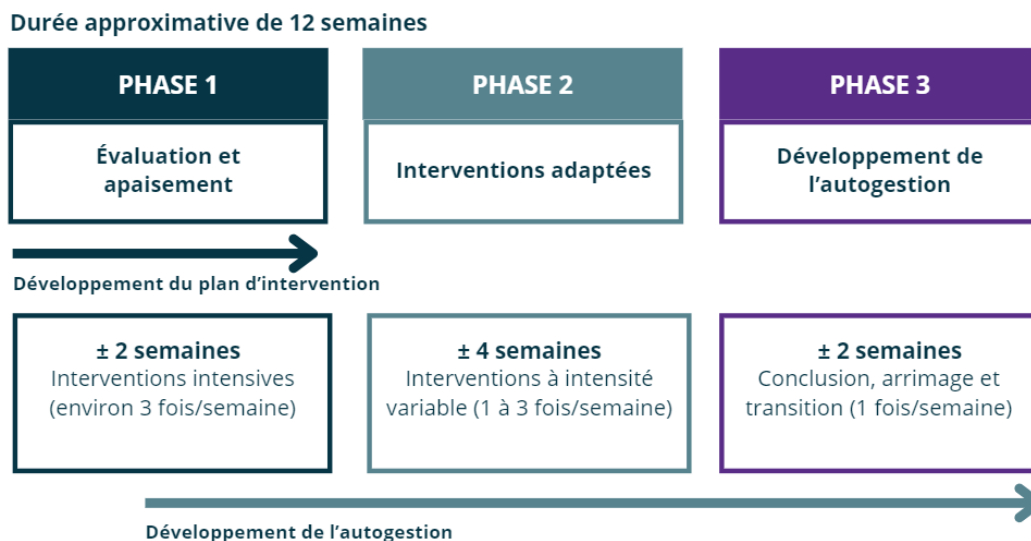 Durée approximative de 12 semaines
PHASE 1
Évaluation et
apaisement
PHASE 2
Interventions adaptées
PHASE 3
Développement de
l’autogestion
Développement du plan d’intervention
± 2 semaines
Interventions intensives
(environ 3 fois/semaine)
± 4 semaines
Interventions à intensité
variable (1 à 3 fois/semaine)
± 2 semaines
Conclusion, arrimage et
transition (1 fois/semaine)
Développement de l’autogestion